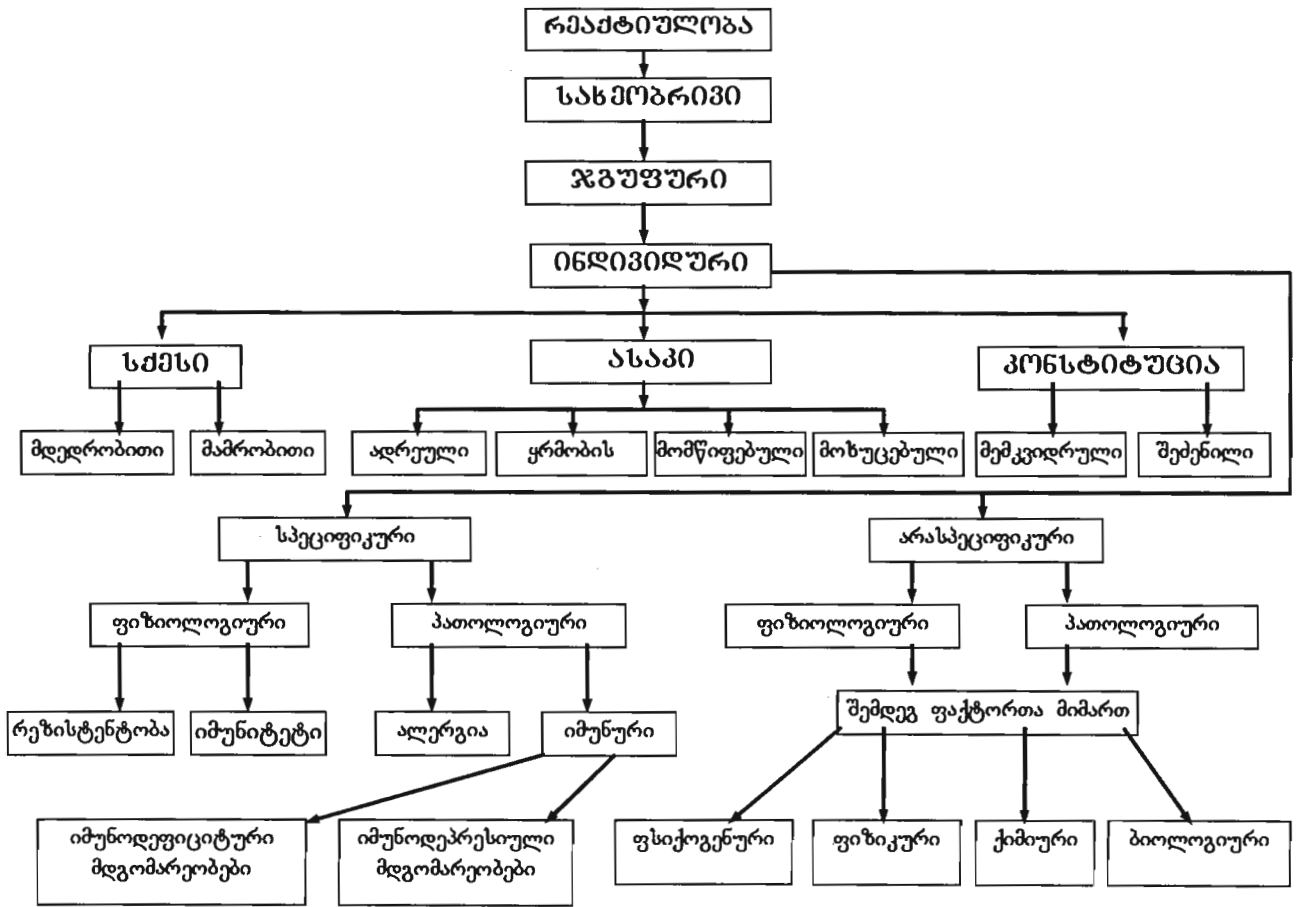 რეაქტიულობა
სახეობრივი
ჯგუფური
ინდივიდური
სქესი
ასაკი
კონსტიტუცია
მდედრობითი
მამრობითი
ადრეული
ყრმობის
მომწიფებული
მოხუცებული
მემკვიდრული
შეძენილი
სპეციფიკური
არასპეციფიკური
ფიზიოლოგიური
პათოლოგიური
ფიზიოლოგიური
პათოლოგიური
რეზისტენტობა
იმუნიტეტი
ალერგია
იმუნური
შემდეგ ფაქტორთა მიმართ
იმუნოდეფიციტური
მდგომარეობები
იმუნოდეპრესიული
მდგომარეობები
ფსიქოგენური
ფიზიკური
ქიმიური
ბიოლოგიური